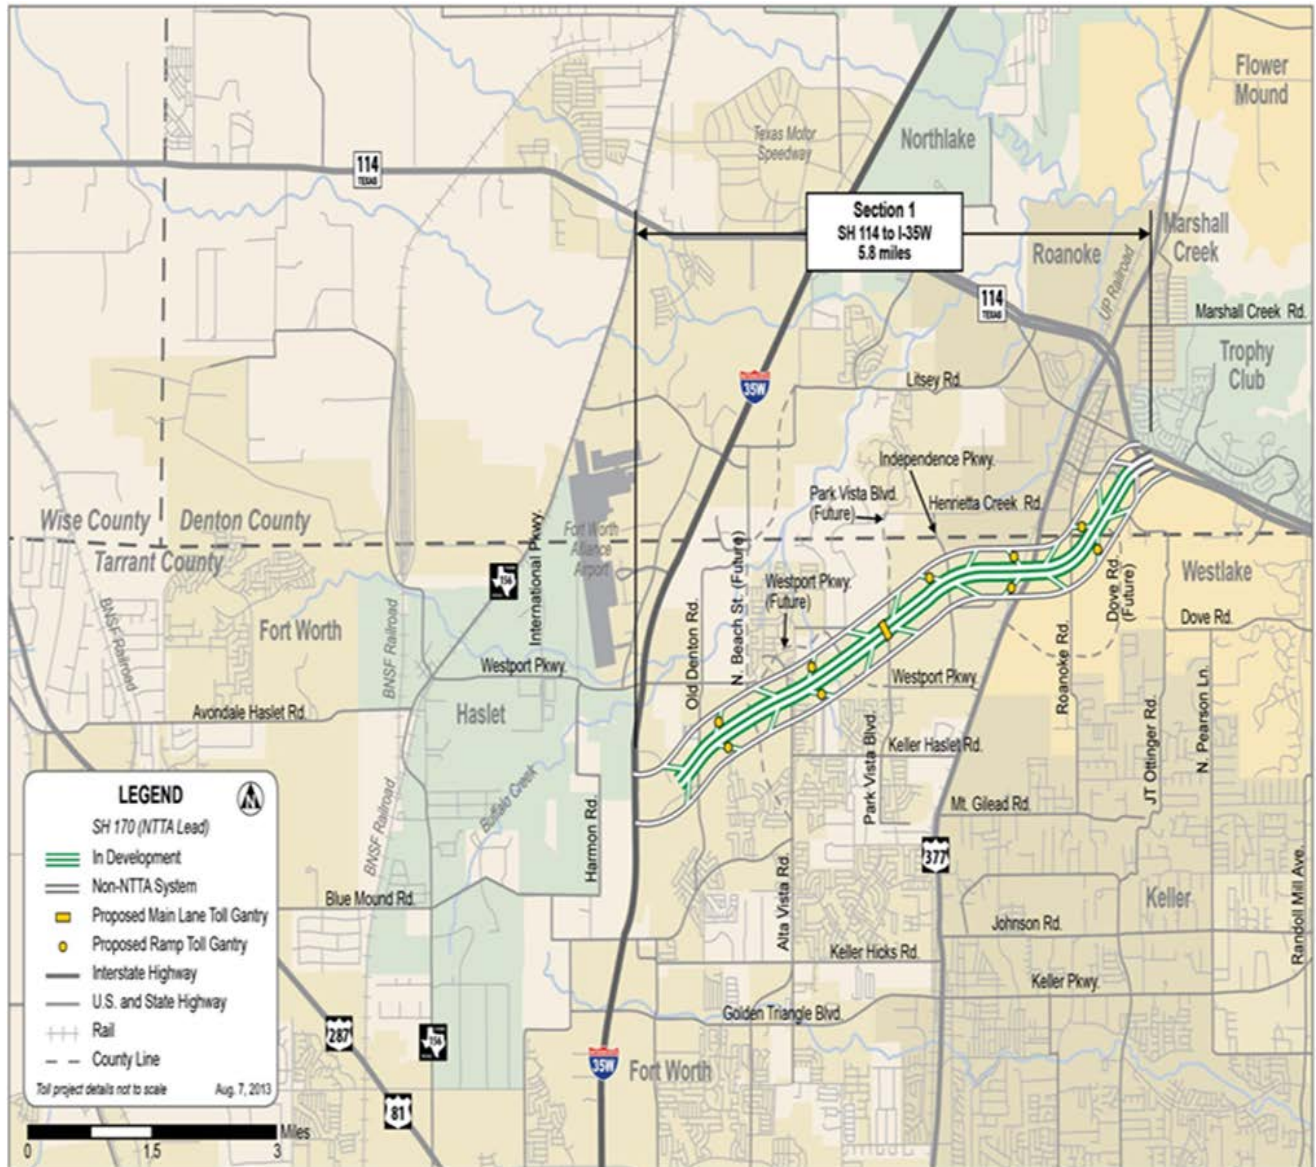 Flower
Mound
Texas Motor
Speedway
Northlake
114
TEXAS
Section 1
SH 114 to I-35W
5.8 miles
Marshall
Creek
Roanoke
UP Railroad
114
TEXAS
Marshall Creek Rd.
Trophy
Club
35W
Litsey Rd.
Independence Pkwy.
Park Vista Blvd.
(Future)
Henrietta Creek Rd.
Wise County
Denton County
Tarrant County
Fort Worth
Alliance
Airport
International Pkwy.
156
N. Beach St. (Future)
Westport Pkwy.
(Future)
Dove Rd.
(Future)
Westlake
Dove Rd.
BNSF Railroad
Fort Worth
BNSF Railroad
Old Denton Rd.
Westport Pkwy.
Westport Pkwy.
Roanoke Rd.
N. Pearson Ln.
Avondale Haslet Rd.
Haslet
Park Vista Blvd.
Keller Haslet Rd.
JT Ottinger Rd.
Buffalo Creek
BNSF Railroad
Harmon Rd.
Mt. Gilead Rd.
377
Alta Vista Rd.
Randoll Mill Ave.
Blue Mound Rd.
Keller
Johnson Rd.
Keller Hicks Rd.
Keller Pkwy.
Golden Triangle Blvd.
287
156
35W
Fort Worth
81
LEGEND
N
SH 170 (NTTA Lead)
In Development
Non-NTTA System
Proposed Main Lane Toll Gantry
Proposed Ramp Toll Gantry
Interstate Highway
U.S. and State Highway
Rail
County Line
Toll project details not to scale Aug. 7, 2013
Miles
0 1.5 3